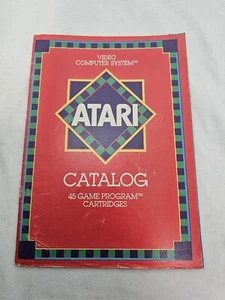 VIDEO
COMPUTER SYSTEM™
ATARI
CATALOG
45 GAME PROGRAM™
CARTRIDGES